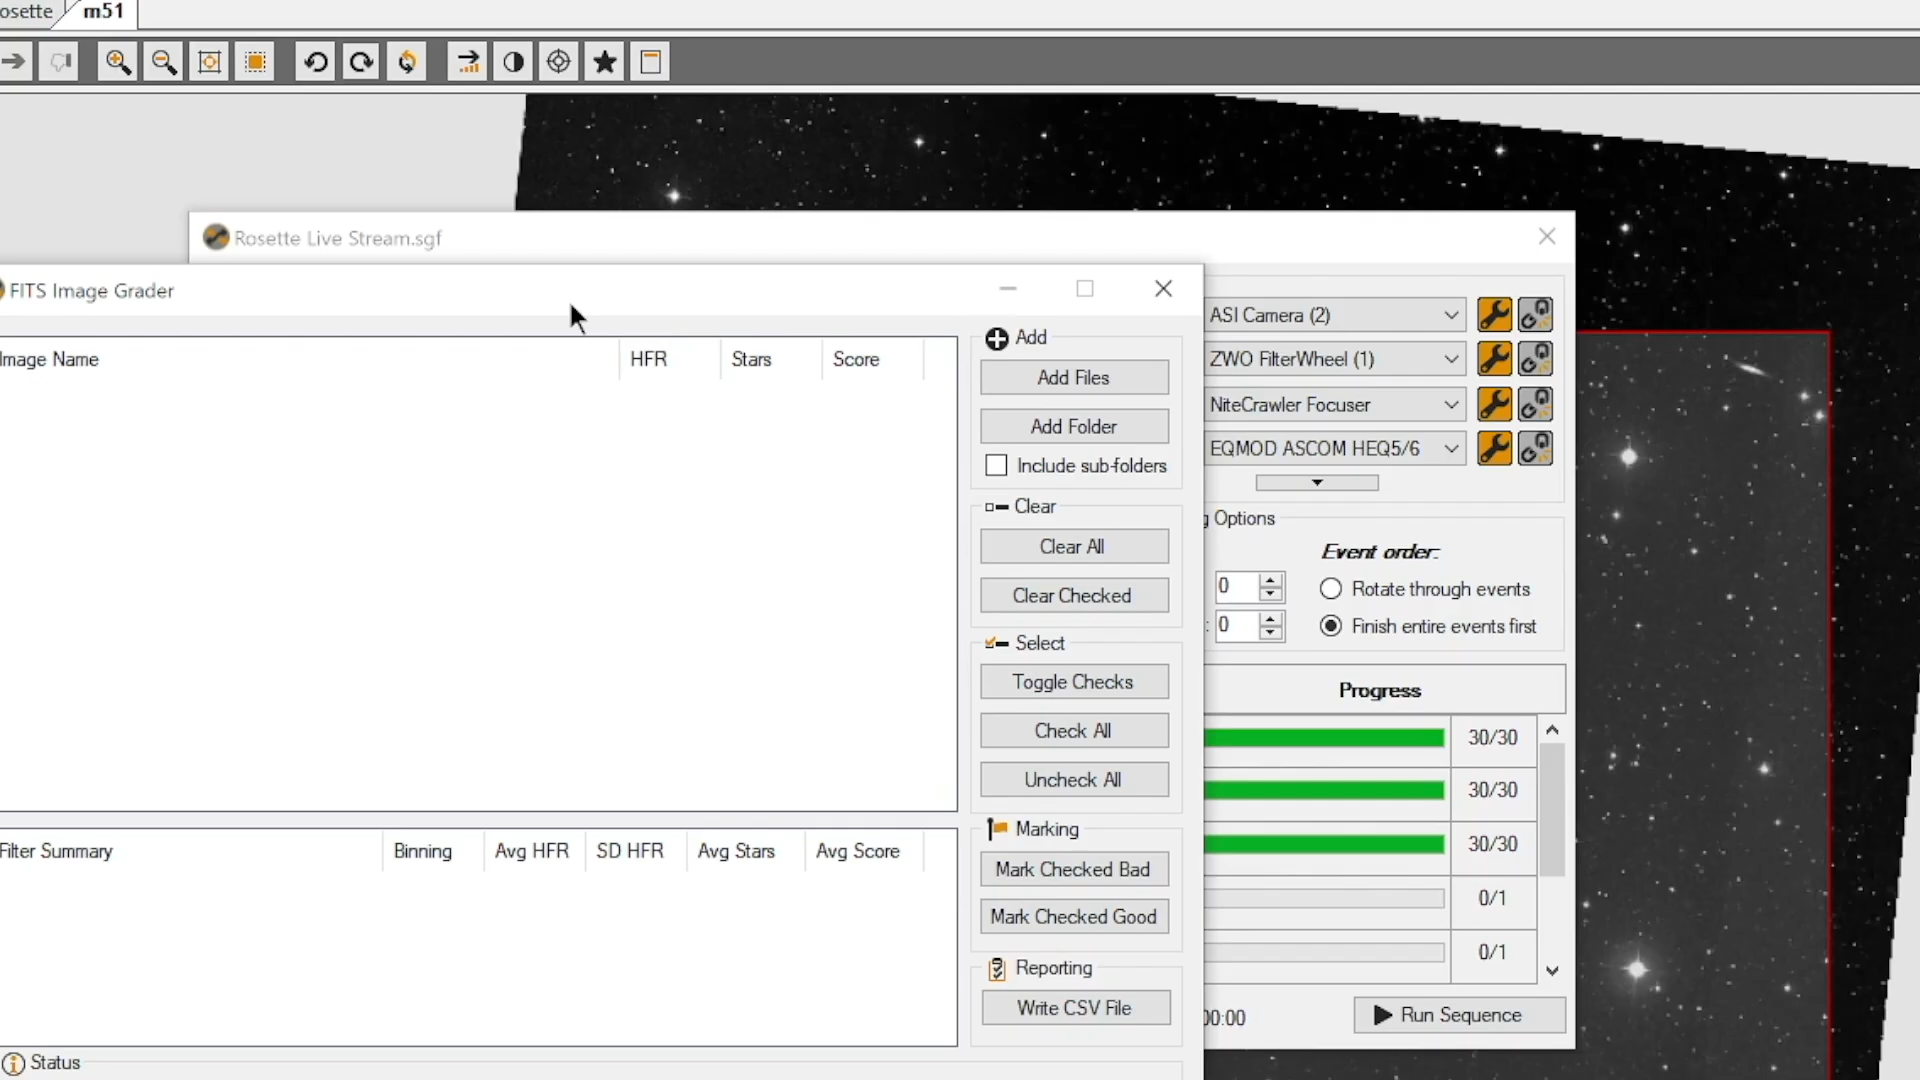 osette
m51
Rosette Live Stream.sgf
FITS Image Grader
Image Name HFR Stars Score
Add
Add Files
Add Folder
Include sub-folders
Clear
Clear All
Clear Checked
Select
Toggle Checks
Check All
Uncheck All
Filter Summary Binning Avg HFR SD HFR Avg Stars Avg Score
Marking
Mark Checked Bad
Mark Checked Good
Reporting
Write CSV File
Status
ASI Camera (2)
ZWO FilterWheel (1)
NiteCrawler Focuser
EQMOD ASCOM HEQ5/6
g Options
Event order:
0
Rotate through events
: 0
Finish entire events first
Progress
30/30
30/30
30/30
0/1
0/1
00:00
Run Sequence